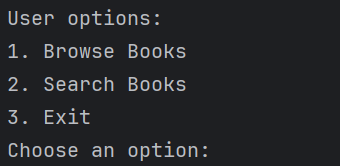 User options:
1. Browse Books
2. Search Books
3. Exit
Choose an option: